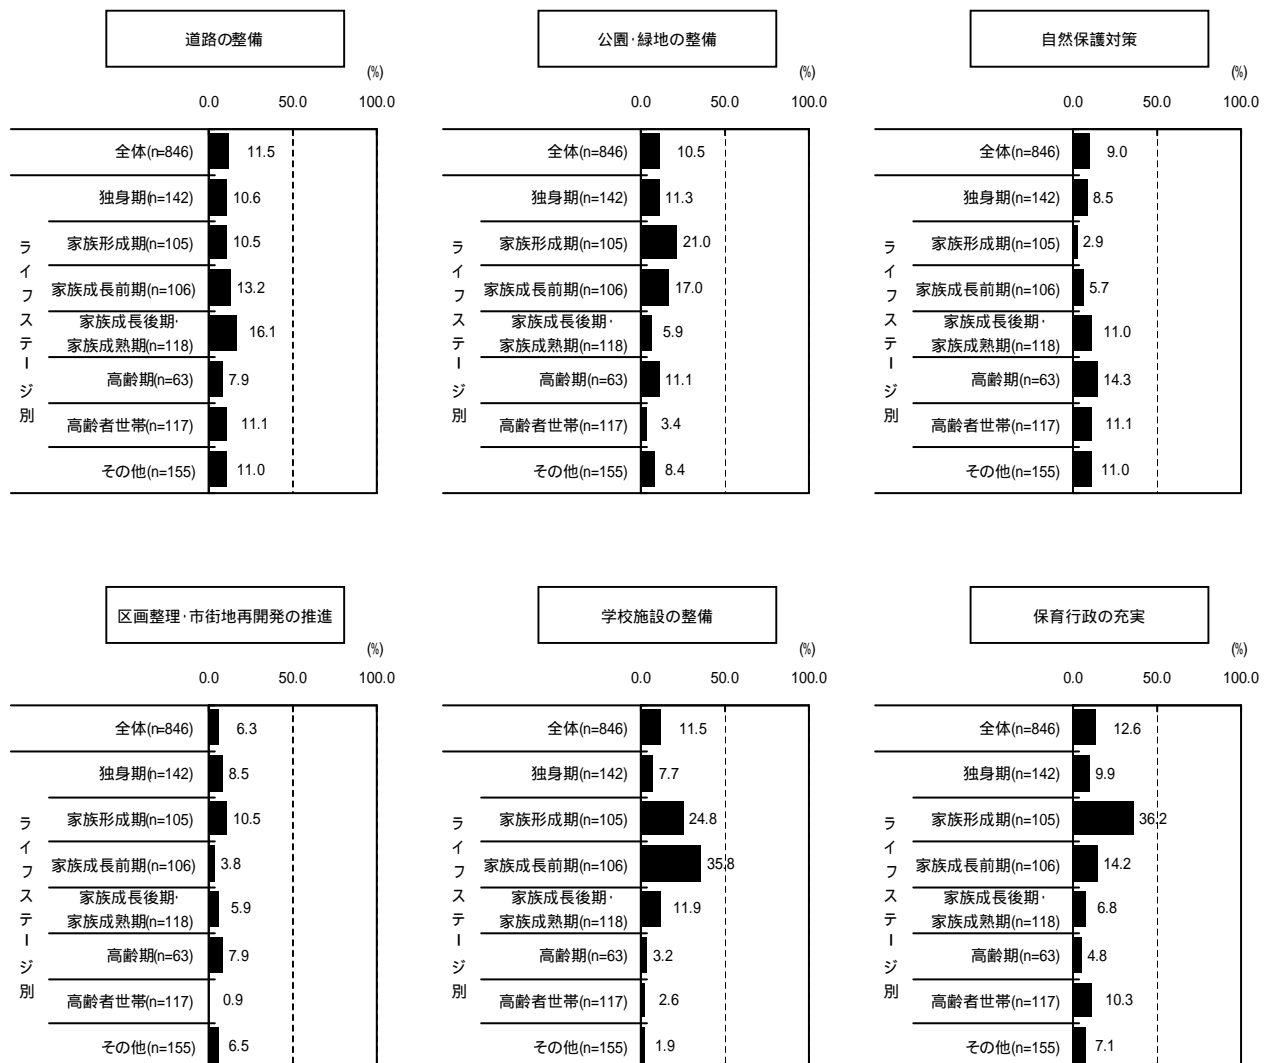 道路の整備
(%)
0.0 50.0 100.0
全体(n=846) 11.5
独身期(n=142) 10.6
家族形成期(n=105) 10.5
家族成長前期(n=106) 13.2
家族成長後期・
家族成熟期(n=118) 16.1
高齢期(n=63) 7.9
高齢者世帯(n=117) 11.1
その他(n=155) 11.0
ライフステージ別
公園・緑地の整備
(%)
0.0 50.0 100.0
全体(n=846) 10.5
独身期(n=142) 11.3
家族形成期(n=105) 21.0
家族成長前期(n=106) 17.0
家族成長後期・
家族成熟期(n=118) 5.9
高齢期(n=63) 11.1
高齢者世帯(n=117) 3.4
その他(n=155) 8.4
ライフステージ別
自然保護対策
(%)
0.0 50.0 100.0
全体(n=846) 9.0
独身期(n=142) 8.5
家族形成期(n=105) 2.9
家族成長前期(n=106) 5.7
家族成長後期・
家族成熟期(n=118) 11.0
高齢期(n=63) 14.3
高齢者世帯(n=117) 11.1
その他(n=155) 11.0
ライフステージ別
区画整理・市街地再開発の推進
(%)
0.0 50.0 100.0
全体(n=846) 6.3
独身期(n=142) 8.5
家族形成期(n=105) 10.5
家族成長前期(n=106) 3.8
家族成長後期・
家族成熟期(n=118) 5.9
高齢期(n=63) 7.9
高齢者世帯(n=117) 0.9
その他(n=155) 6.5
ライフステージ別
学校施設の整備
(%)
0.0 50.0 100.0
全体(n=846) 11.5
独身期(n=142) 7.7
家族形成期(n=105) 24.8
家族成長前期(n=106) 35.8
家族成長後期・
家族成熟期(n=118) 11.9
高齢期(n=63) 3.2
高齢者世帯(n=117) 2.6
その他(n=155) 1.9
ライフステージ別
保育行政の充実
(%)
0.0 50.0 100.0
全体(n=846) 12.6
独身期(n=142) 9.9
家族形成期(n=105) 36.2
家族成長前期(n=106) 14.2
家族成長後期・
家族成熟期(n=118) 6.8
高齢期(n=63) 4.8
高齢者世帯(n=117) 10.3
その他(n=155) 7.1
ライフステージ別